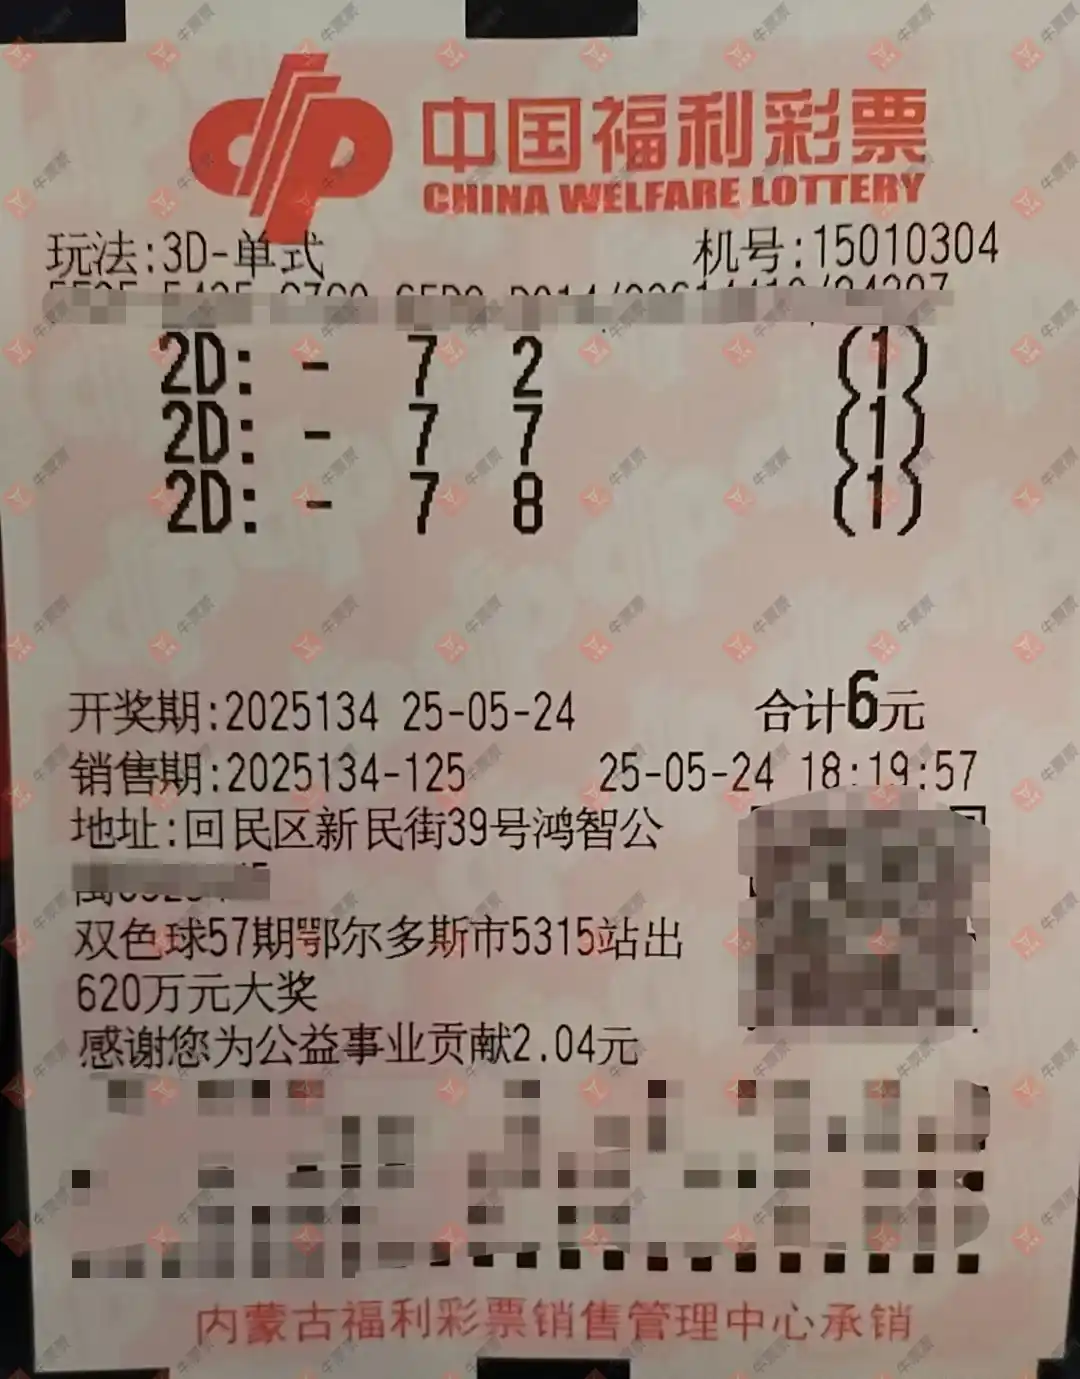 中国福利彩票
CHINA WELFARE LOTTERY
玩法:3D-单式 机号:15010304
2D: - 7 2 (1)
2D: - 7 7 (1)
2D: - 7 8 (1)
开奖期:2025134 25-05-24 合计6元
销售期:2025134-125 25-05-24 18:19:57
地址:回民区新民街39号鸿智公
双色球57期鄂尔多斯市5315站出
620万元大奖
感谢您为公益事业贡献2.04元
内蒙古福利彩票销售管理中心承销